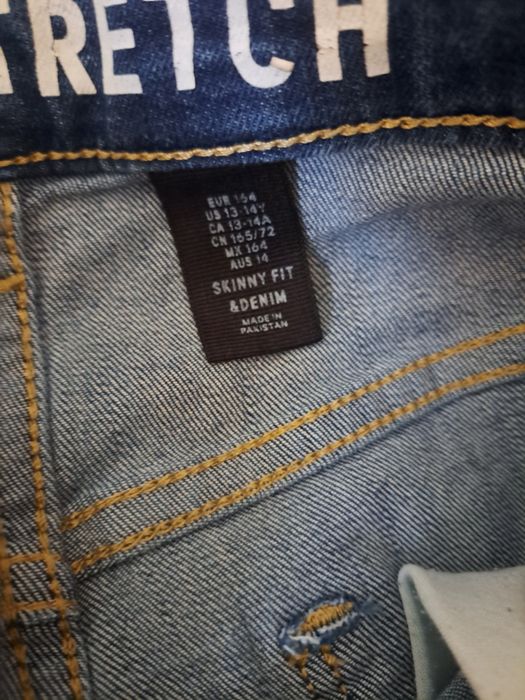 TRETCH
EUR 164
US 13-14Y
CA 13-14A
CN 165/72
MX 164
AUS 14
SKINNY FIT
&DENIM
MADE IN
PAKISTAN